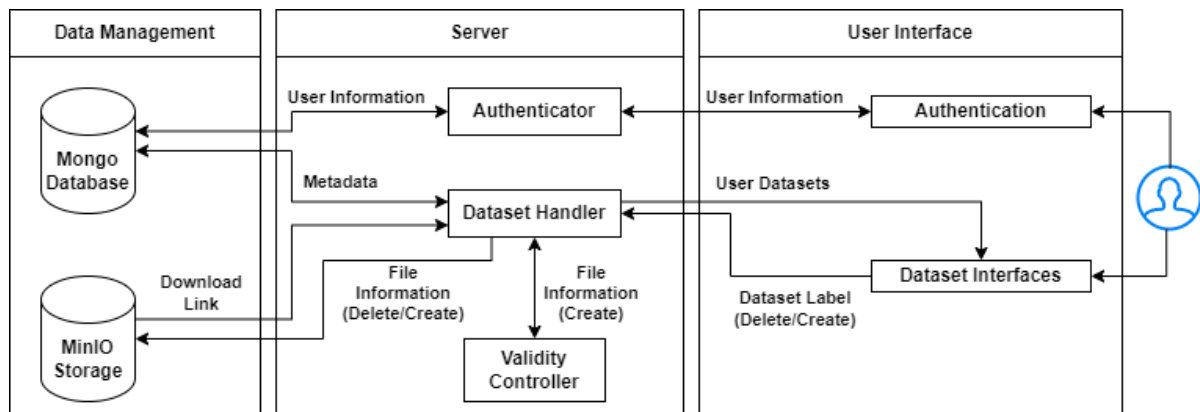 Data Management
Server
User Interface
User Information
Authenticator
User Information
Authentication
Mongo
Database
Metadata
Dataset Handler
User Datasets
Download
Link
File
Information
(Delete/Create)
File
Information
(Create)
Dataset Interfaces
Dataset Label
(Delete/Create)
MinIO
Storage
Validity
Controller